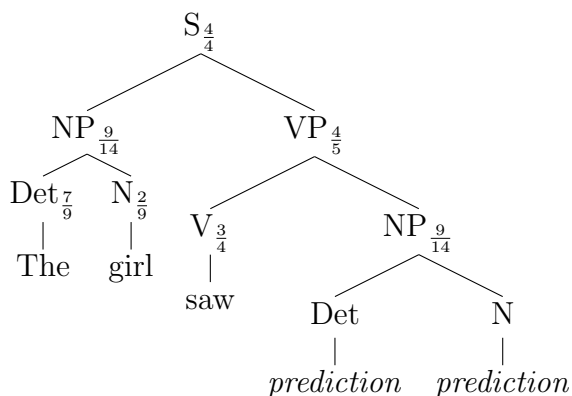 S 4/4
NP 9/14 VP 4/5
Det 7/9 N 2/9 V 3/4 NP 9/14
The girl saw Det N
prediction prediction